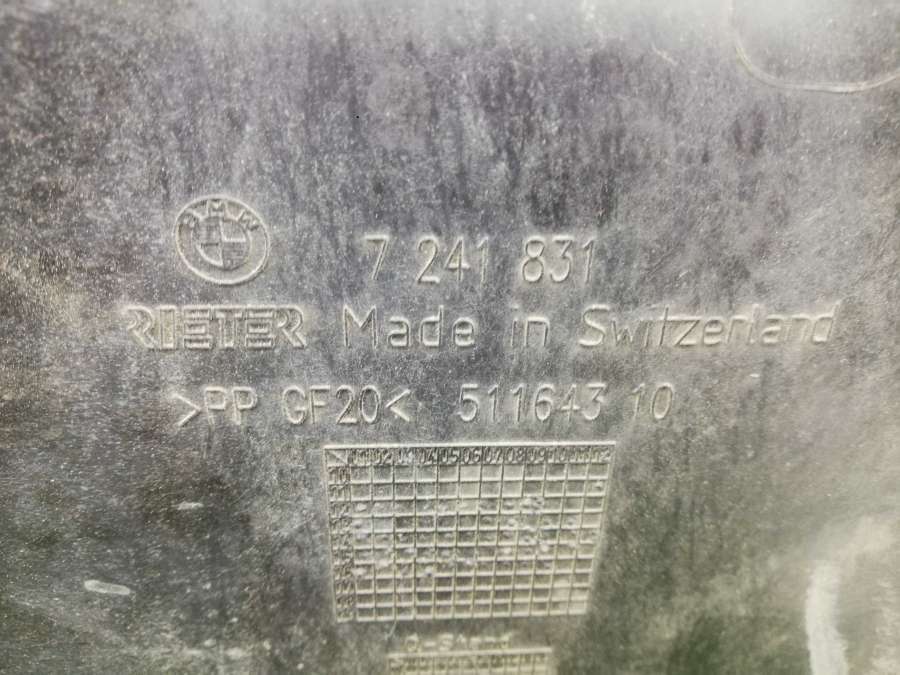 BMW
7 241 831
RIETER Made in Switzerland
>PP GF20< 511643 10